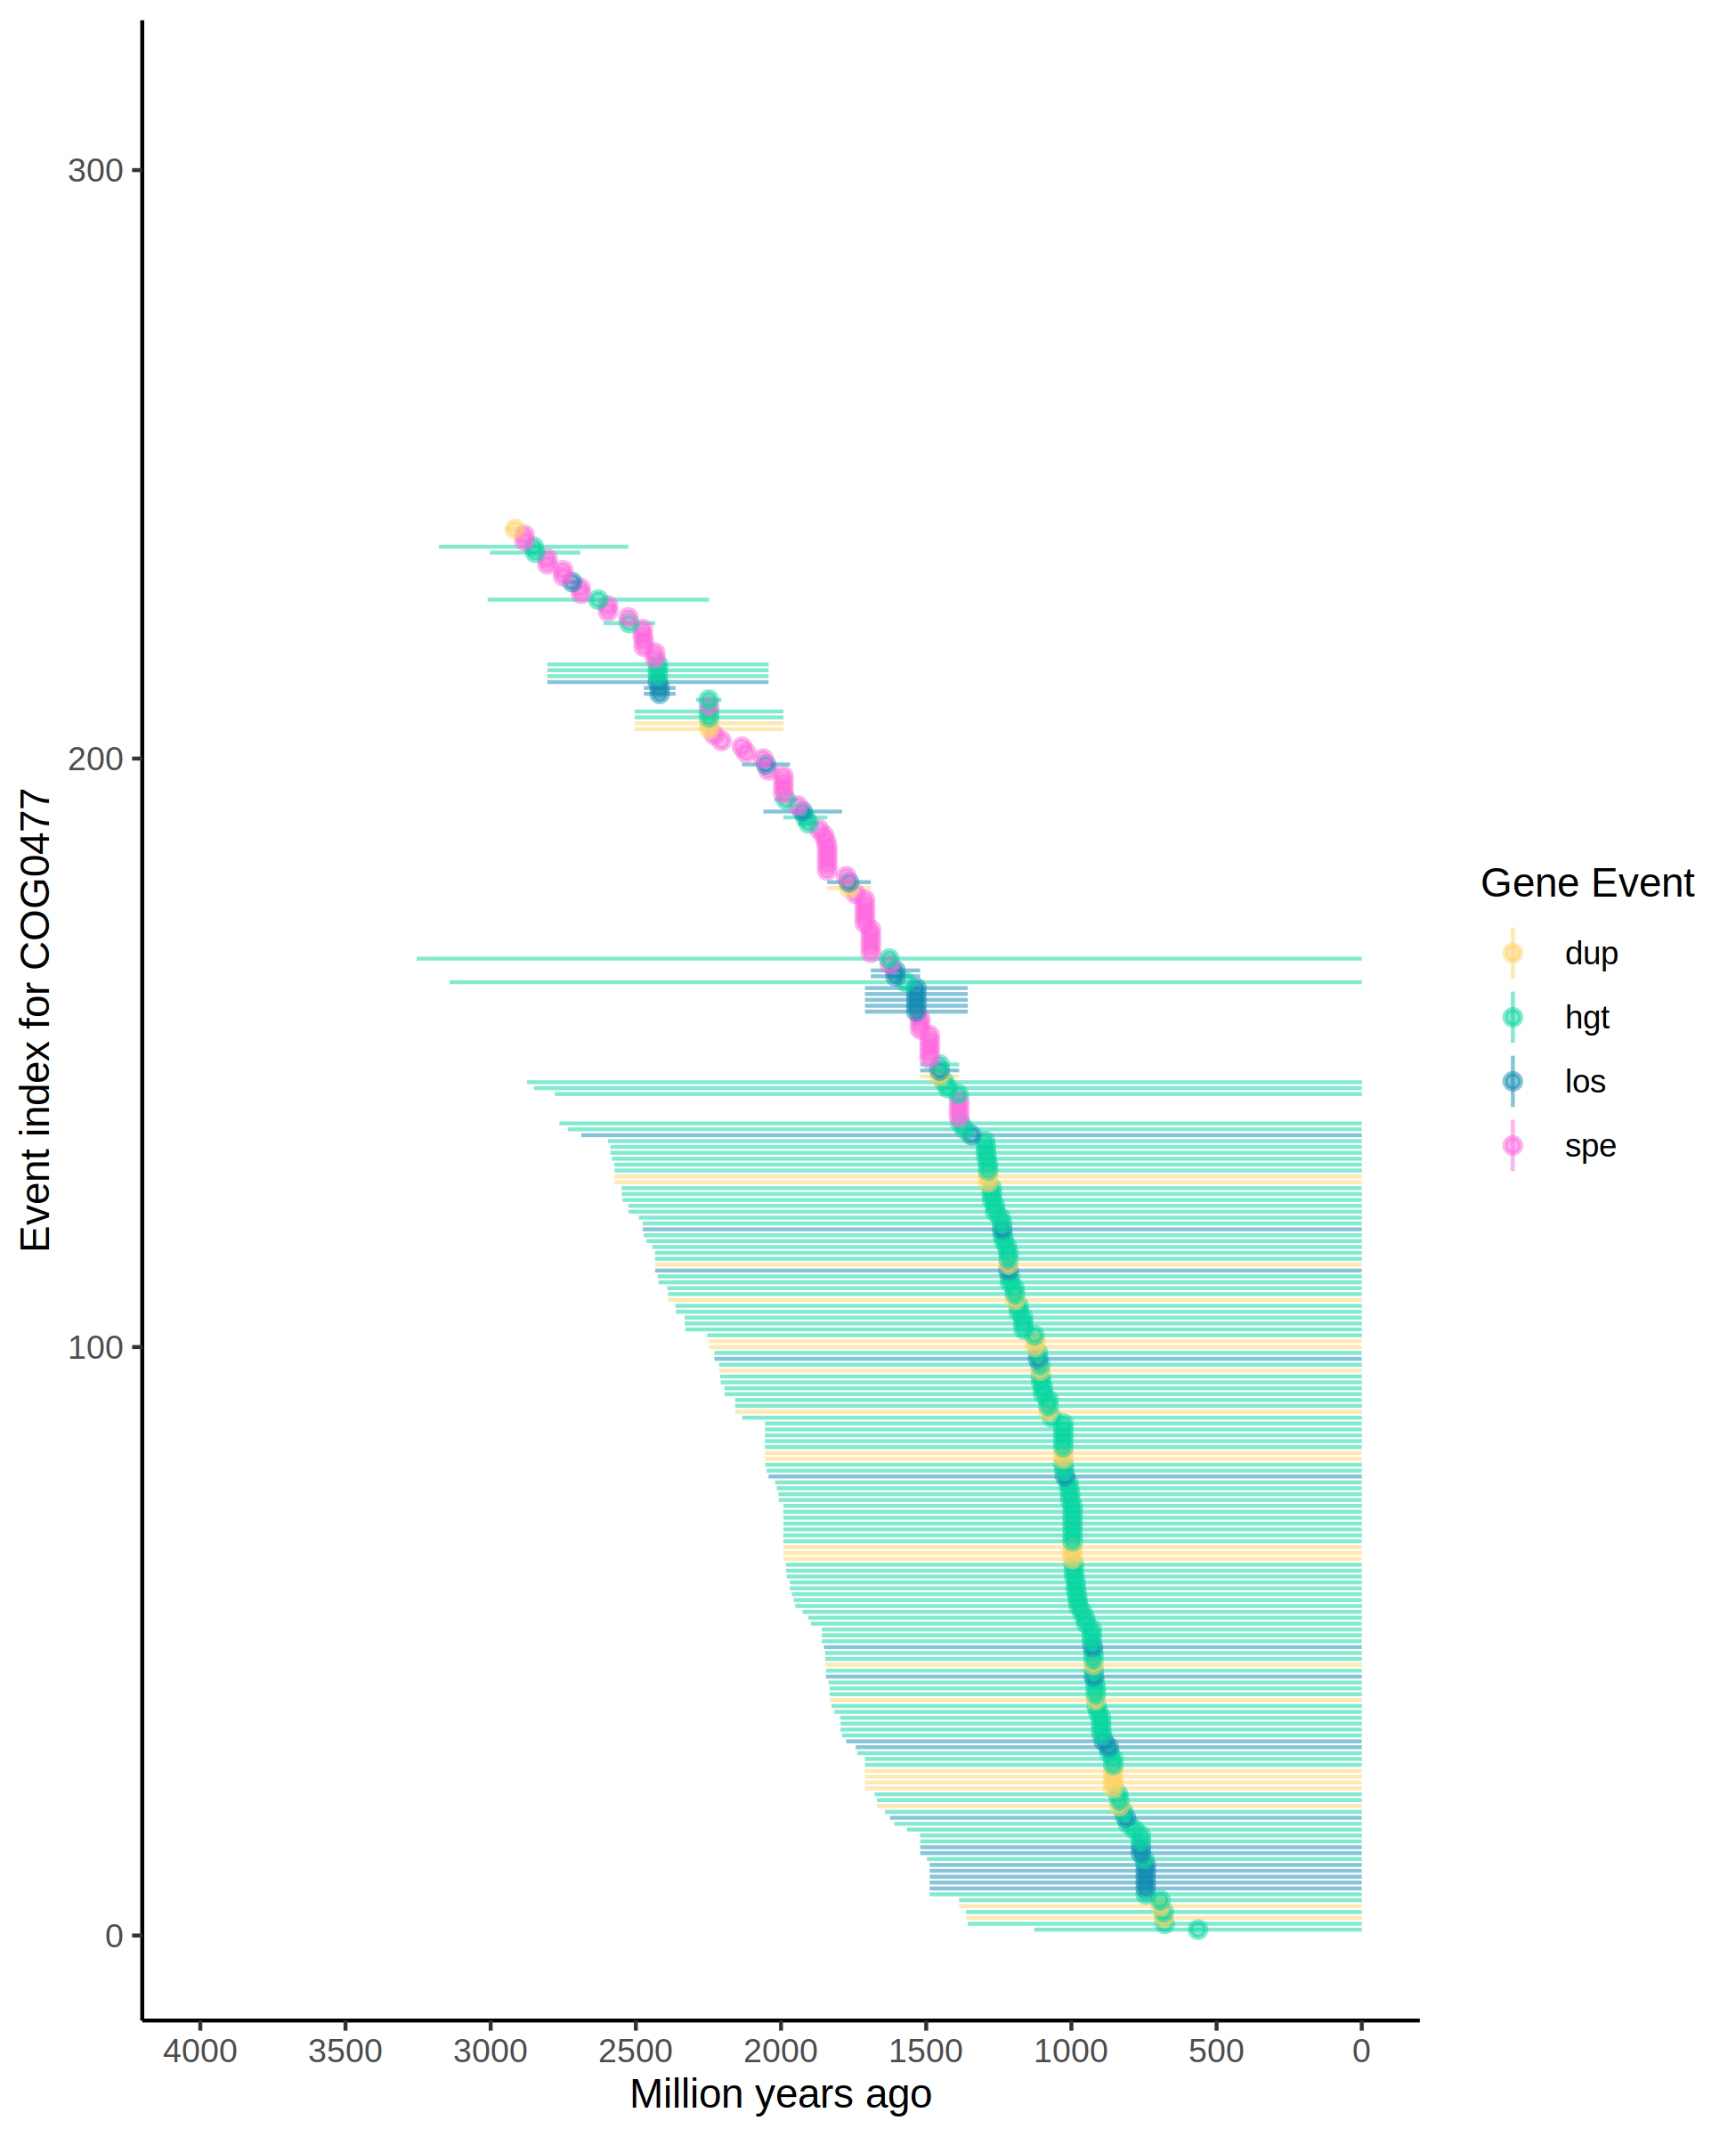 300
200
100
0
Event index for COG0477
4000 3500 3000 2500 2000 1500 1000 500 0
Million years ago
Gene Event
dup
hgt
los
spe